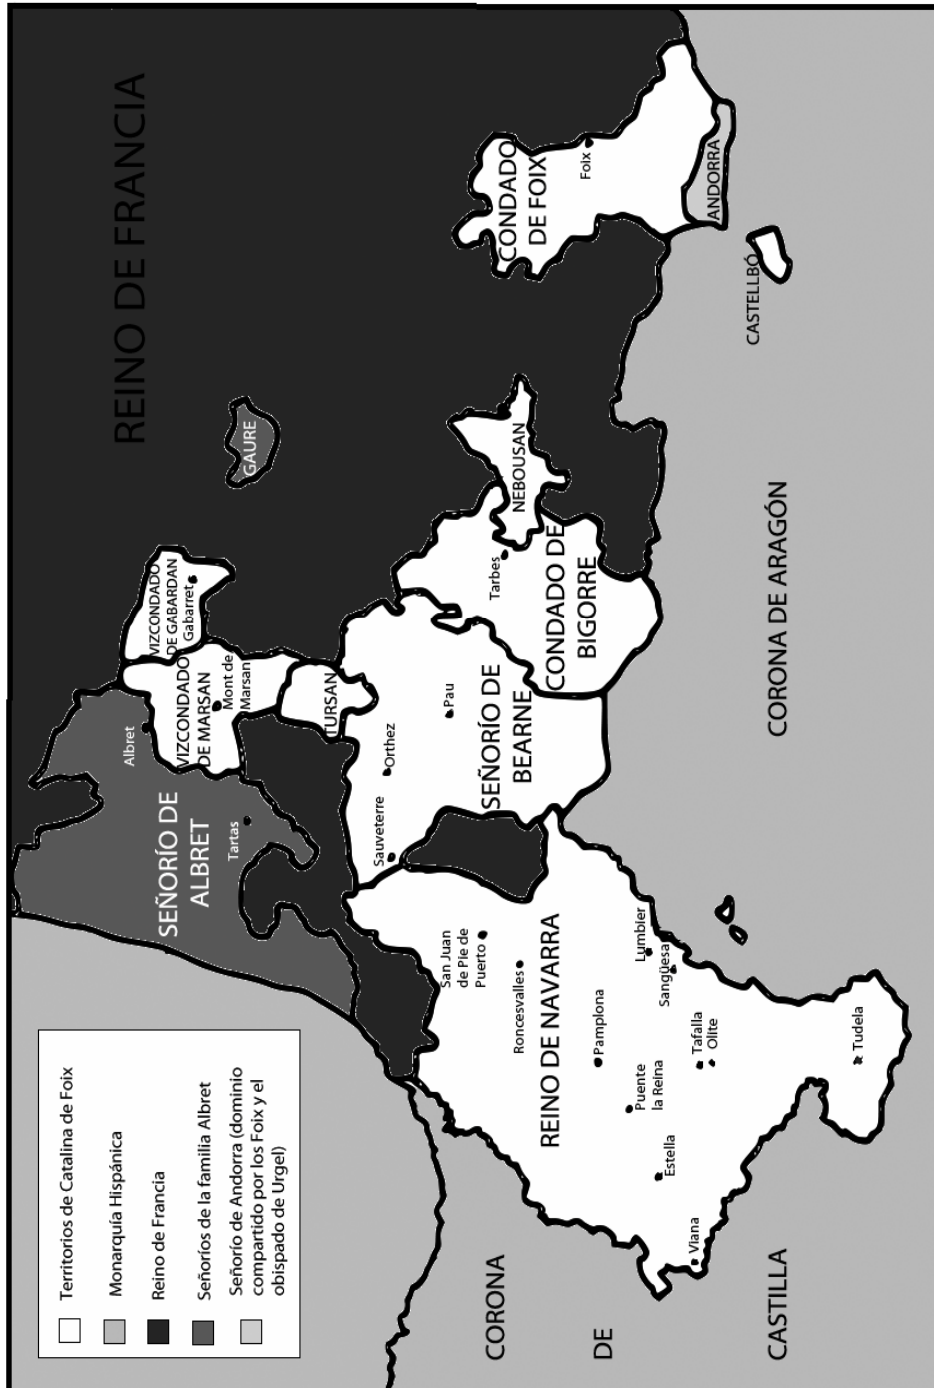 REINO DE FRANCIA
GAURE
VIZCONDADO
DE GABARDAN
Gabarret
VIZCONDADO
DE MARSAN
Mont de
Marsan
TURSAN
Albret
SEÑORÍO DE
ALBRET
Tartas
CONDADO
DE FOIX
Foix
ANDORRA
CASTELLBÓ
NEBOUSAN
Tarbes
CONDADO DE
BIGORRE
SEÑORÍO DE
BEARNE
Pau
Orthez
Sauveterre
REINO DE NAVARRA
San Juan
de Pie de
Puerto
Roncesvalles
Pamplona
Lumbier
Sangüesa
Puente
la Reina
Tafalla
Olite
Estella
Viana
Tudela
CORONA DE ARAGÓN
CORONA
DE
CASTILLA
Territorios de Catalina de Foix
Monarquía Hispánica
Reino de Francia
Señoríos de la familia Albret
Señorío de Andorra (dominio
compartido por los Foix y el
obispado de Urgel)